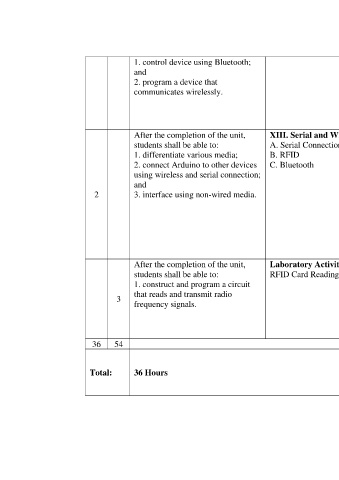 1. control device using Bluetooth;
and
2. program a device that
communicates wirelessly.
2
After the completion of the unit,
students shall be able to:
1. differentiate various media;
2. connect Arduino to other devices
using wireless and serial connection;
and
3. interface using non-wired media.
XIII. Serial and W
A. Serial Connection
B. RFID
C. Bluetooth
3
After the completion of the unit,
students shall be able to:
1. construct and program a circuit
that reads and transmit radio
frequency signals.
Laboratory Activit
RFID Card Reading
36 54
Total: 36 Hours